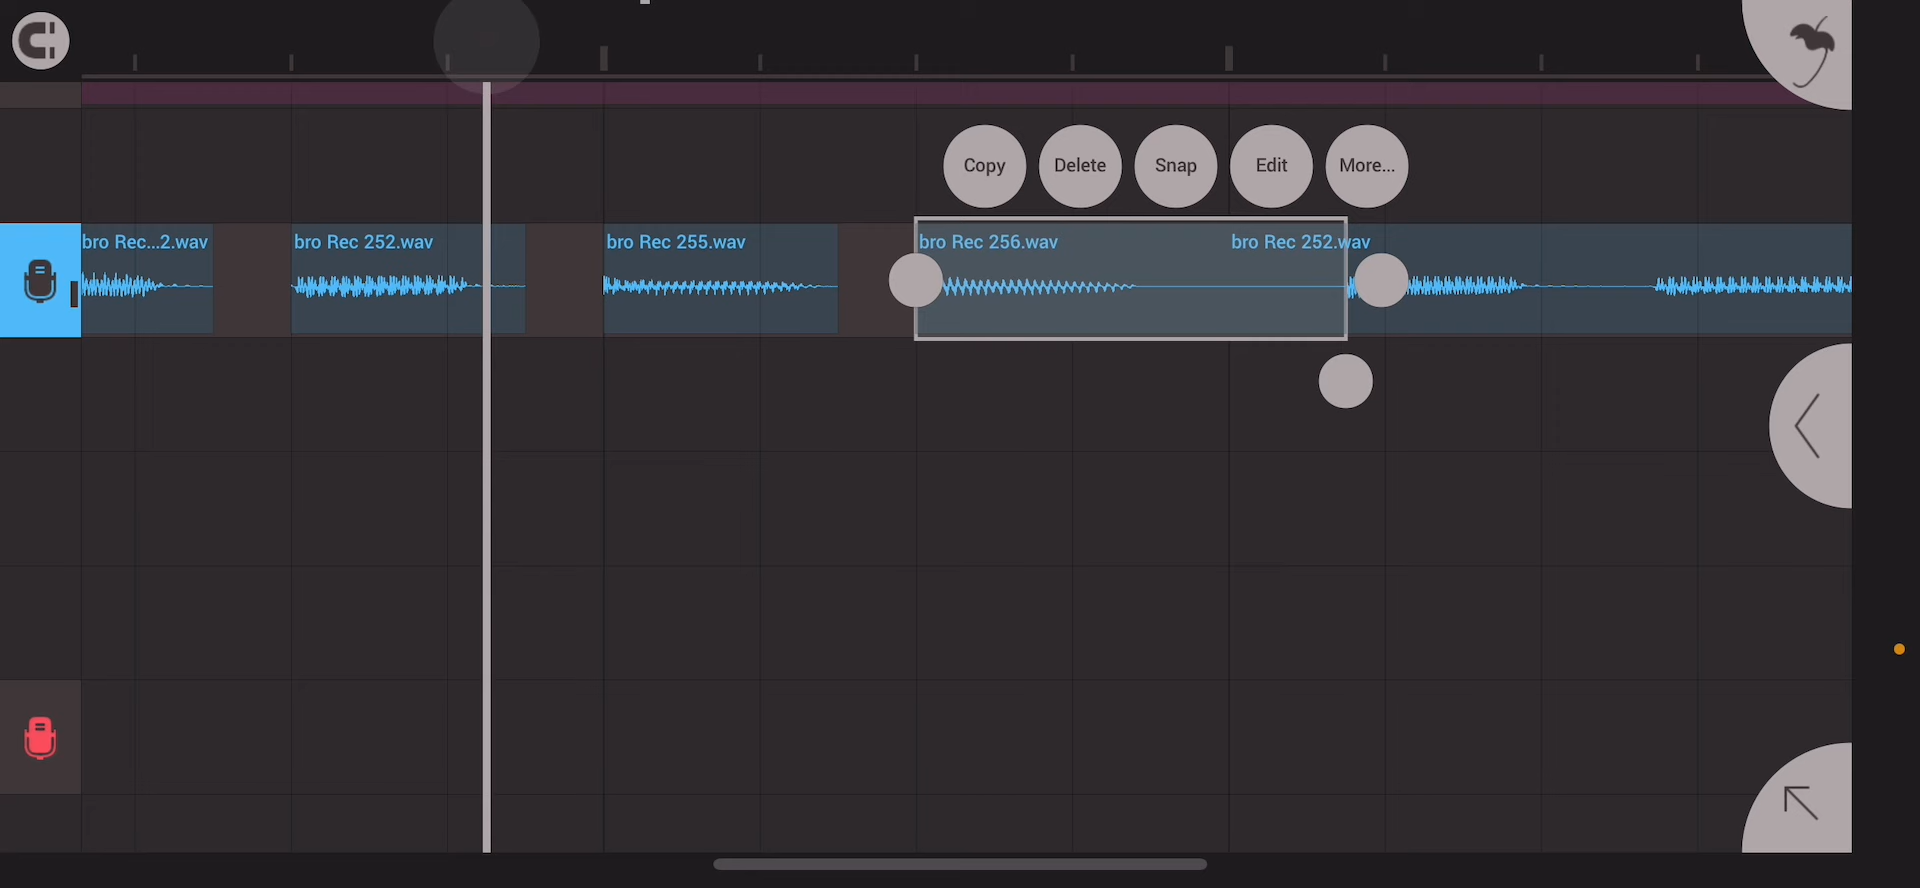 Copy
Delete
Snap
Edit
More...
bro Rec...2.wav
bro Rec 252.wav
bro Rec 255.wav
bro Rec 256.wav
bro Rec 252.wav